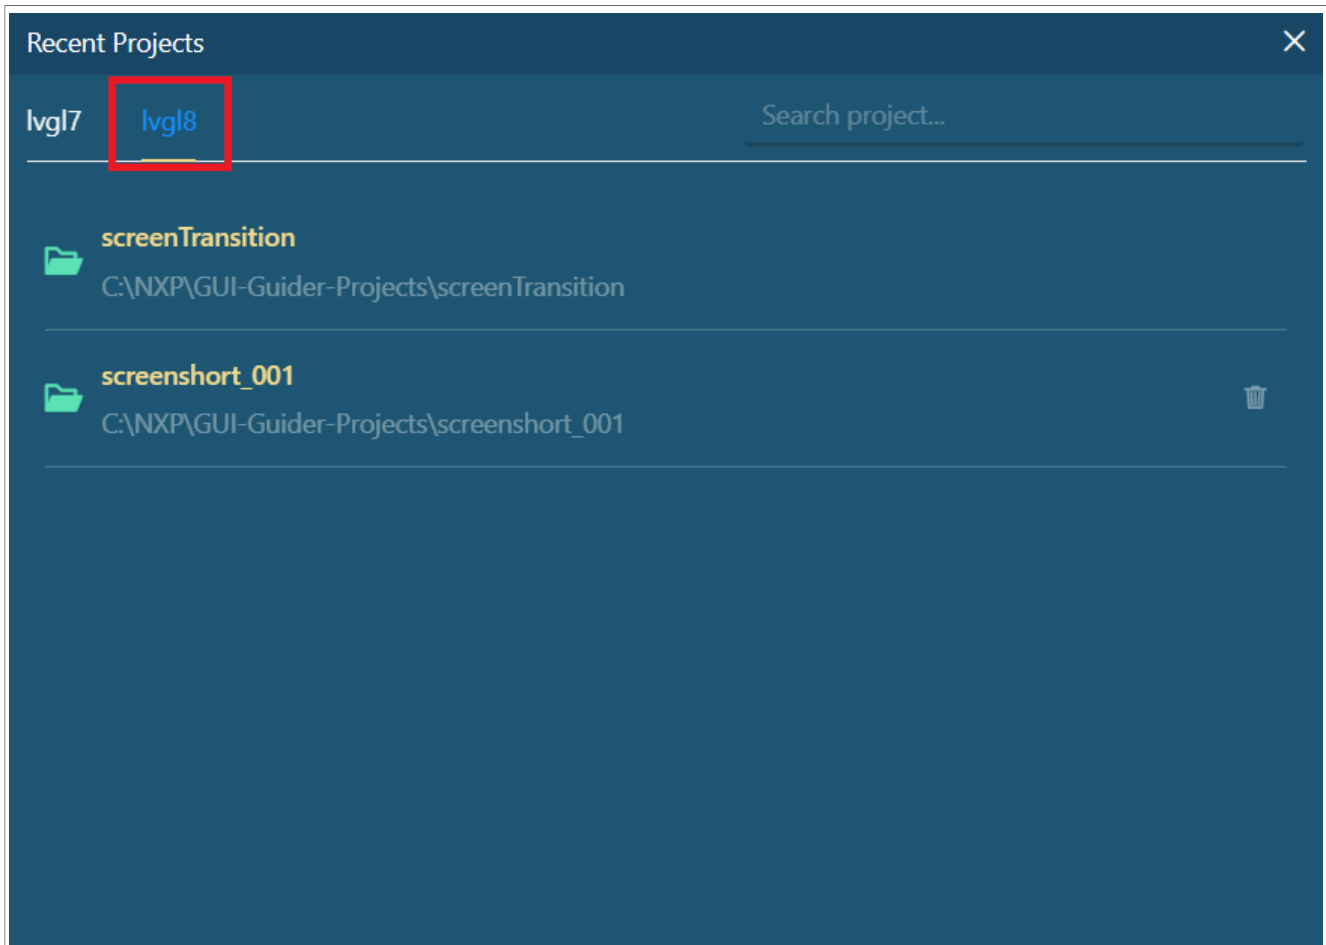 Recent Projects
lvgl7 lvgl8 Search project...
screenTransition
C:\NXP\GUI-Guider-Projects\screenTransition
screenshort_001
C:\NXP\GUI-Guider-Projects\screenshort_001